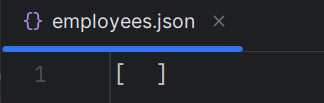 {} employees.json ×
1 [ ]